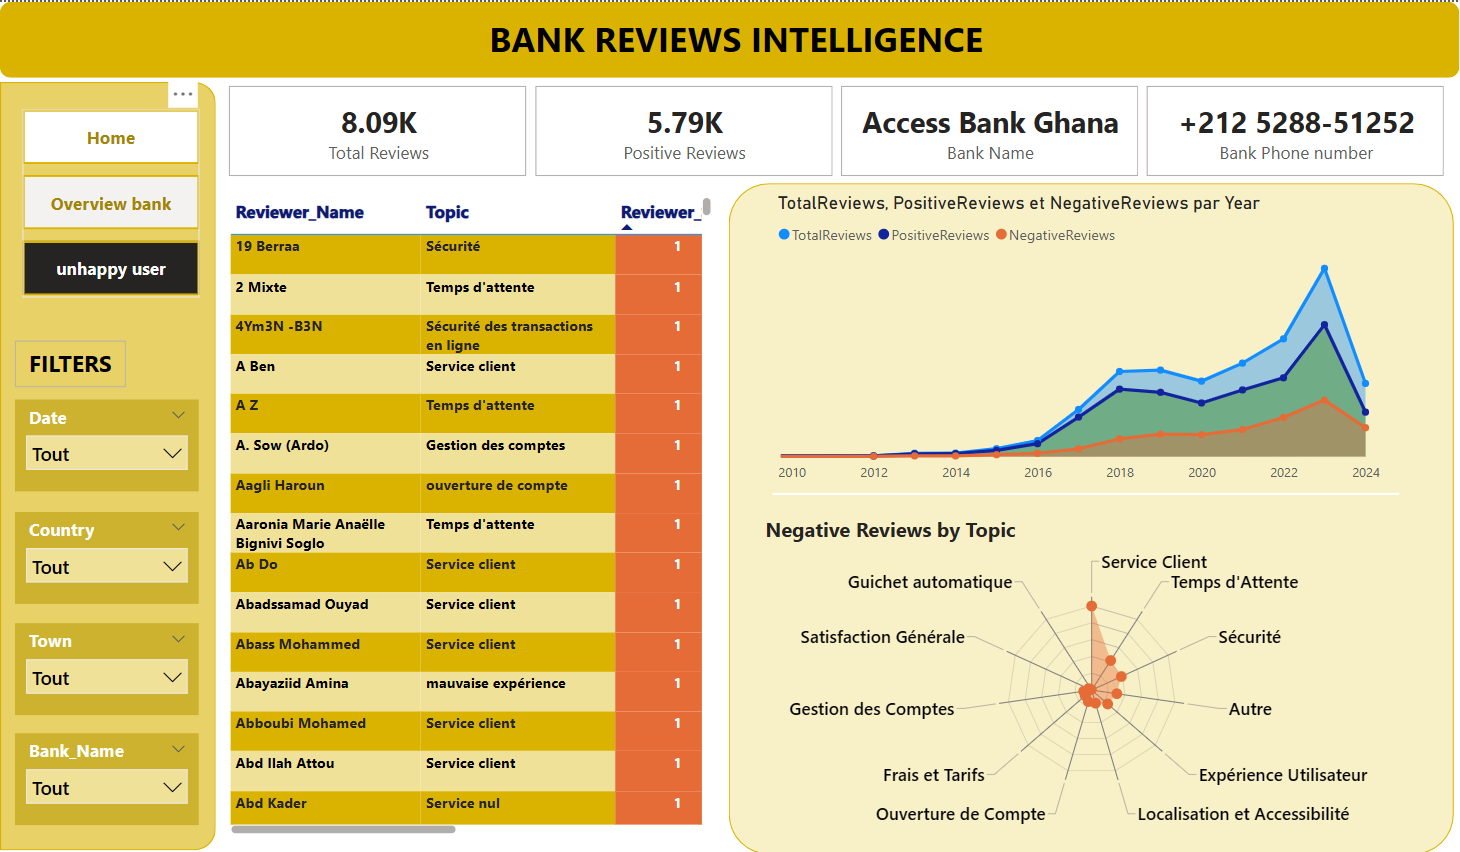 BANK REVIEWS INTELLIGENCE
Home
Overview bank
unhappy user
FILTERS
Date
Tout
Country
Tout
Town
Tout
Bank_Name
Tout
8.09K
Total Reviews
5.79K
Positive Reviews
Access Bank Ghana
Bank Name
+212 5288-51252
Bank Phone number
Reviewer_Name Topic Reviewer_
19 Berraa Sécurité 1
2 Mixte Temps d'attente 1
4Ym3N -B3N Sécurité des transactions 1
en ligne
A Ben Service client 1
A Z Temps d'attente 1
A. Sow (Ardo) Gestion des comptes 1
Aagli Haroun ouverture de compte 1
Aaronia Marie Anaëlle Temps d'attente 1
Bignivi Soglo
Ab Do Service client 1
Abadssamad Ouyad Service client 1
Abass Mohammed Service client 1
Abayaziid Amina mauvaise expérience 1
Abboubi Mohamed Service client 1
Abd Ilah Attou Service client 1
Abd Kader Service nul 1
TotalReviews, PositiveReviews et NegativeReviews par Year
TotalReviews PositiveReviews NegativeReviews
2010 2012 2014 2016 2018 2020 2022 2024
Negative Reviews by Topic
Service Client
Guichet automatique Temps d'Attente
Satisfaction Générale Sécurité
Gestion des Comptes Autre
Frais et Tarifs Expérience Utilisateur
Ouverture de Compte Localisation et Accessibilité